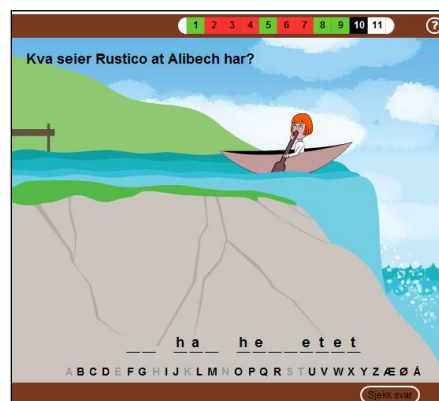 1 2 3 4 5 6 7 8 9 10 11 ?
Kva seier Rustico at Alibech har?
_ _ h a _ h e _ _ e t e t
A B C D E F G H I J K L M N O P Q R S T U V W X Y Z Æ Ø Å
Sjekk svar